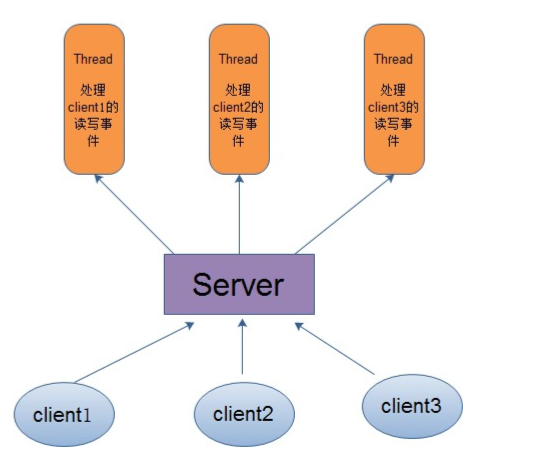 Thread
处理
client1的
读写事
件
Thread
处理
client2的
读写事
件
Thread
处理
client3的
读写事
件
Server
client1
client2
client3